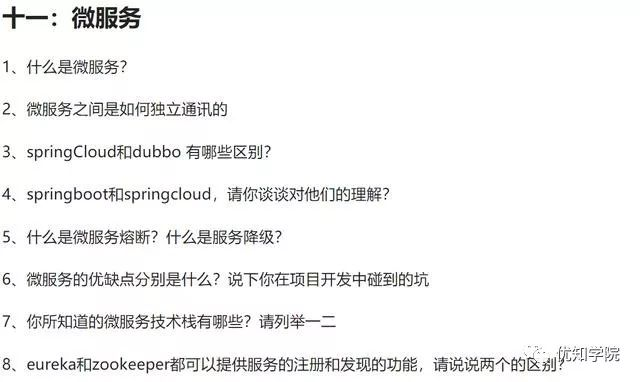 十一：微服务
1、什么是微服务？
2、微服务之间是如何独立通讯的
3、springCloud和dubbo 有哪些区别？
4、springboot和springcloud，请你谈谈对他们的理解？
5、什么是微服务熔断？什么是服务降级？
6、微服务的优缺点分别是什么？说下你在项目开发中碰到的坑
7、你所知道的微服务技术栈有哪些？请列举一二
8、eureka和zookeeper都可以提供服务的注册和发现的功能，请说说两个的区别？
优知学院